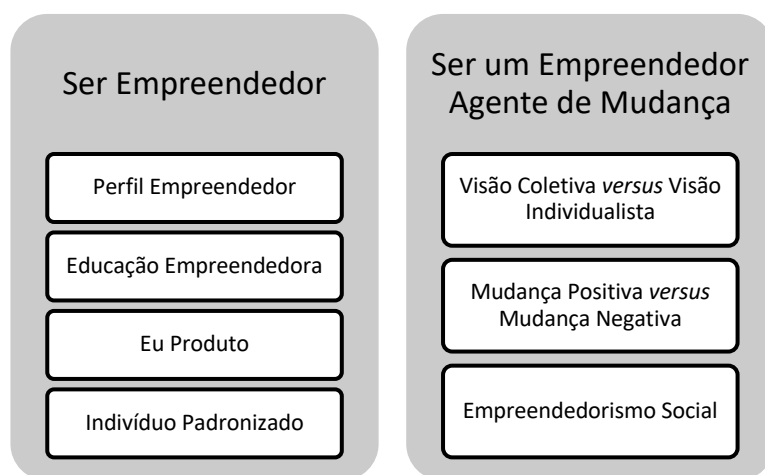 Ser Empreendedor
Perfil Empreendedor
Educação Empreendedora
Eu Produto
Indivíduo Padronizado
Ser um Empreendedor
Agente de Mudança
Visão Coletiva versus Visão
Individualista
Mudança Positiva versus
Mudança Negativa
Empreendedorismo Social